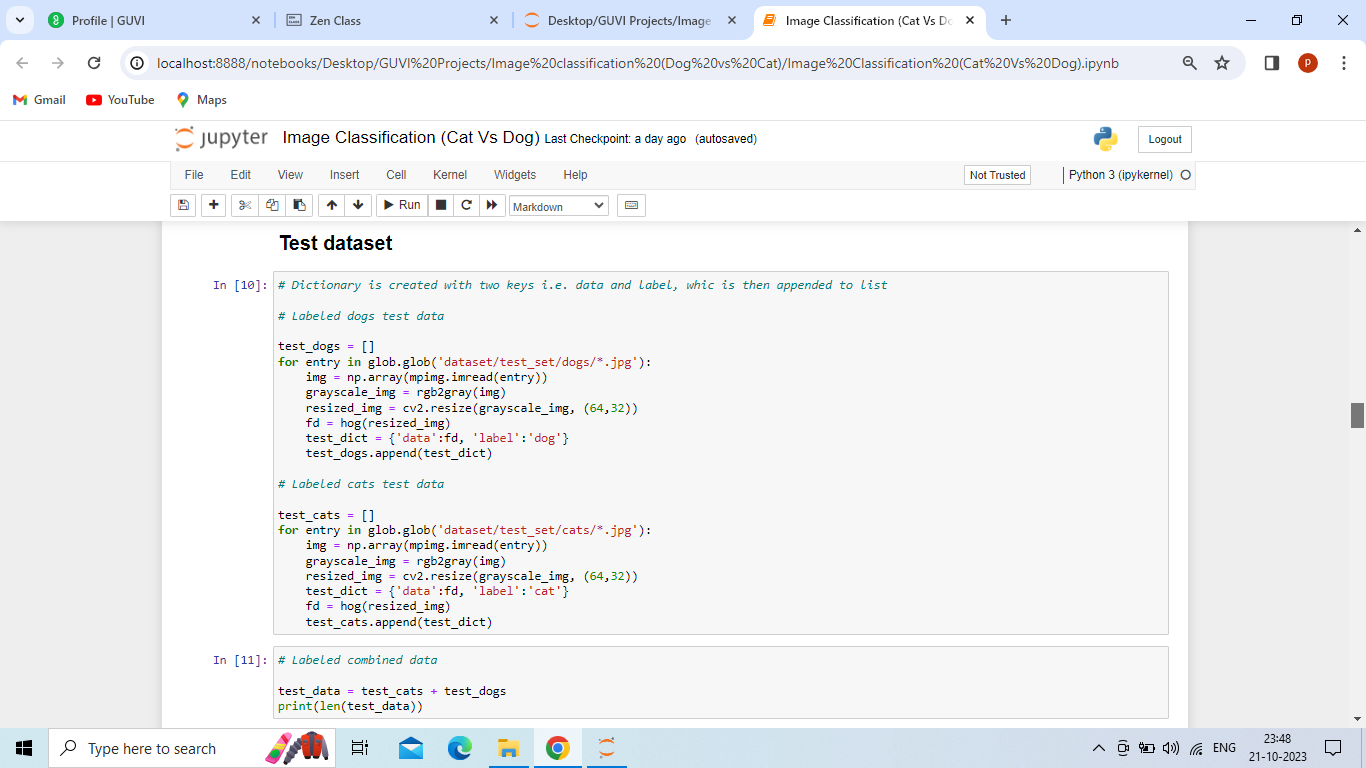 Profile | GUVI
Zen Class
Desktop/GUVI Projects/Image
Image Classification (Cat Vs Do
localhost:8888/notebooks/Desktop/GUVI%20Projects/Image%20classification%20(Dog%20vs%20Cat)/Image%20Classification%20(Cat%20Vs%20Dog).ipynb
p
Gmail
YouTube
Maps
jupyter
Image Classification (Cat Vs Dog) Last Checkpoint: a day ago (autosaved)
Logout
File Edit View Insert Cell Kernel Widgets Help
Not Trusted
Python 3 (ipykernel)
Run
Markdown
Test dataset
In [10]:
# Dictionary is created with two keys i.e. data and label, whic is then appended to list
# Labeled dogs test data
test_dogs = []
for entry in glob.glob('dataset/test_set/dogs/*.jpg'):
    img = np.array(mpimg.imread(entry))
    grayscale_img = rgb2gray(img)
    resized_img = cv2.resize(grayscale_img, (64,32))
    fd = hog(resized_img)
    test_dict = {'data':fd, 'label':'dog'}
    test_dogs.append(test_dict)
# Labeled cats test data
test_cats = []
for entry in glob.glob('dataset/test_set/cats/*.jpg'):
    img = np.array(mpimg.imread(entry))
    grayscale_img = rgb2gray(img)
    resized_img = cv2.resize(grayscale_img, (64,32))
    test_dict = {'data':fd, 'label':'cat'}
    fd = hog(resized_img)
    test_cats.append(test_dict)
In [11]:
# Labeled combined data
test_data = test_cats + test_dogs
print(len(test_data))
Type here to search
ENG
23:48
21-10-2023